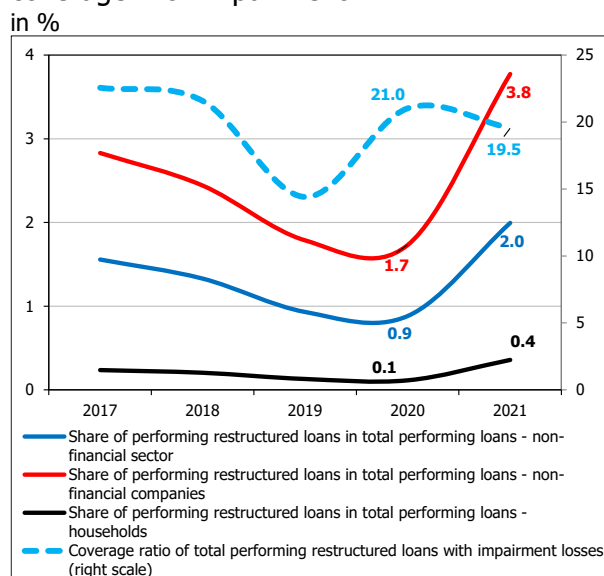 in %
4
25
21.0
3.8
3
20
19.5
15
2
2.0
10
1.7
1
0.9
5
0.1
0.4
0
0
2017 2018 2019 2020 2021
Share of performing restructured loans in total performing loans - non-
financial sector
Share of performing restructured loans in total performing loans - non-
financial companies
Share of performing restructured loans in total performing loans -
households
Coverage ratio of total performing restructured loans with impairment losses
(right scale)